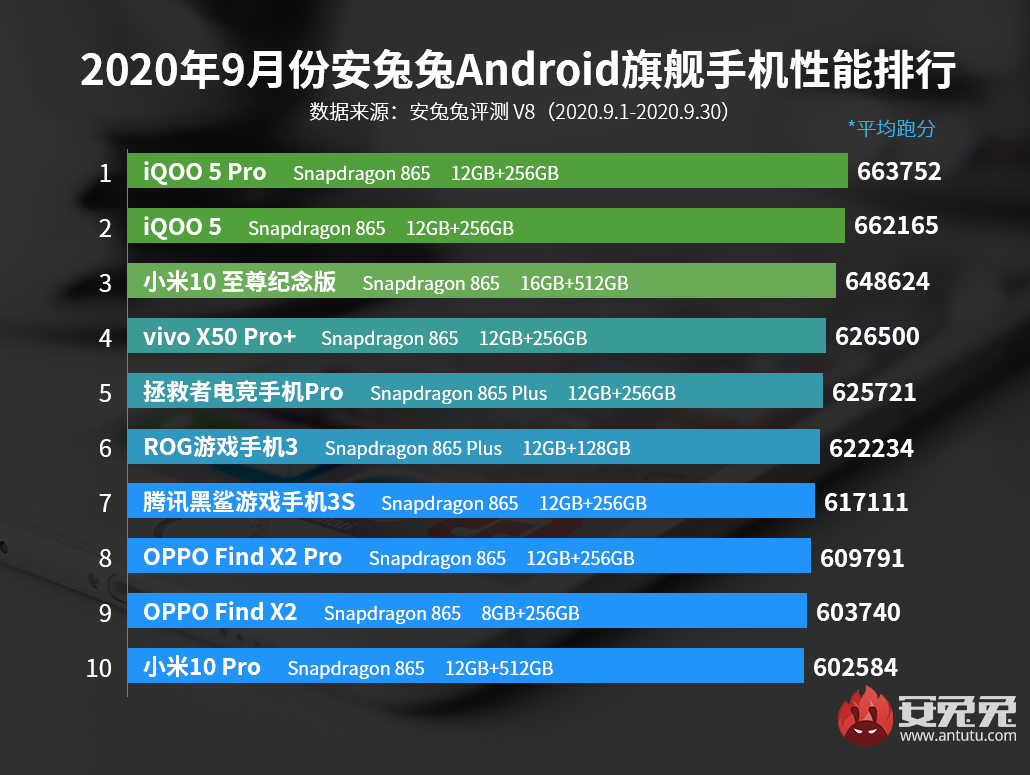 2020年9月份安兔兔Android旗舰手机性能排行
数据来源：安兔兔评测 V8（2020.9.1-2020.9.30）
*平均跑分
1 iQOO 5 Pro Snapdragon 865 12GB+256GB 663752
2 iQOO 5 Snapdragon 865 12GB+256GB 662165
3 小米10 至尊纪念版 Snapdragon 865 16GB+512GB 648624
4 vivo X50 Pro+ Snapdragon 865 12GB+256GB 626500
5 拯救者电竞手机Pro Snapdragon 865 Plus 12GB+256GB 625721
6 ROG游戏手机3 Snapdragon 865 Plus 12GB+128GB 622234
7 腾讯黑鲨游戏手机3S Snapdragon 865 12GB+256GB 617111
8 OPPO Find X2 Pro Snapdragon 865 12GB+256GB 609791
9 OPPO Find X2 Snapdragon 865 8GB+256GB 603740
10 小米10 Pro Snapdragon 865 12GB+512GB 602584
安兔兔
www.antutu.com